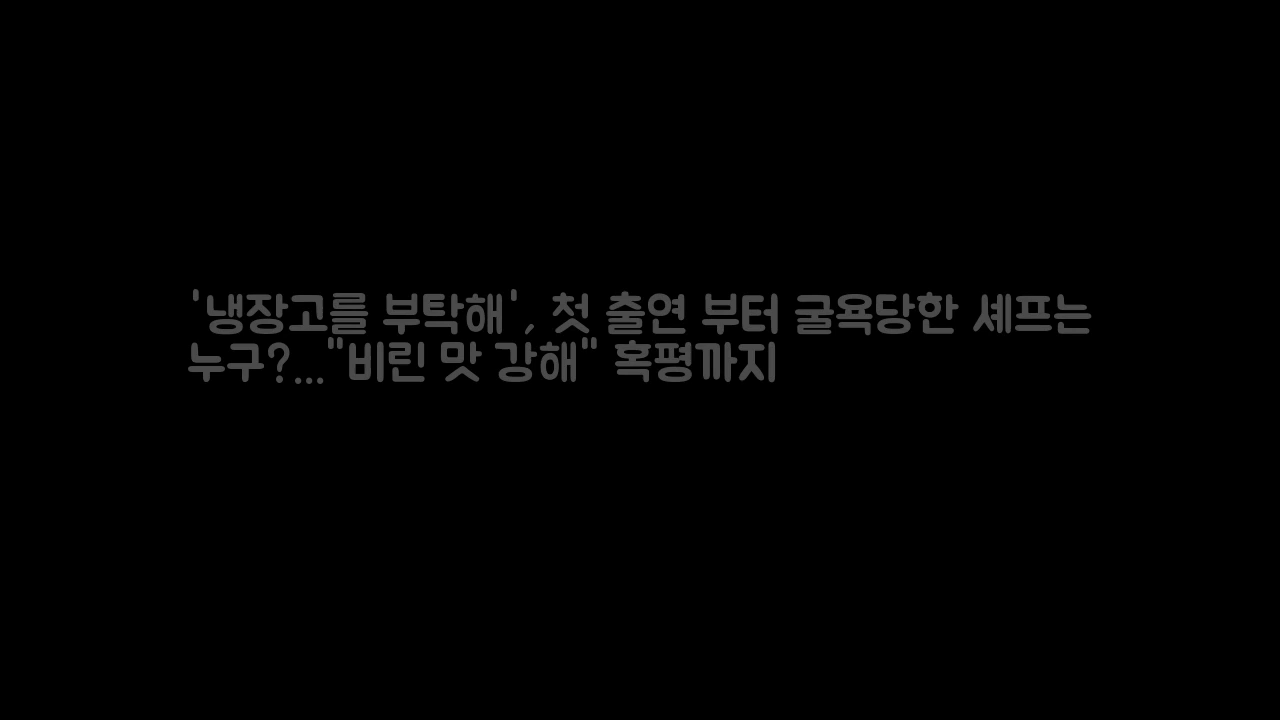 '냉장고를 부탁해', 첫 출연 부터 굴욕당한 셰프는
누구?..."비린 맛 강해" 혹평까지